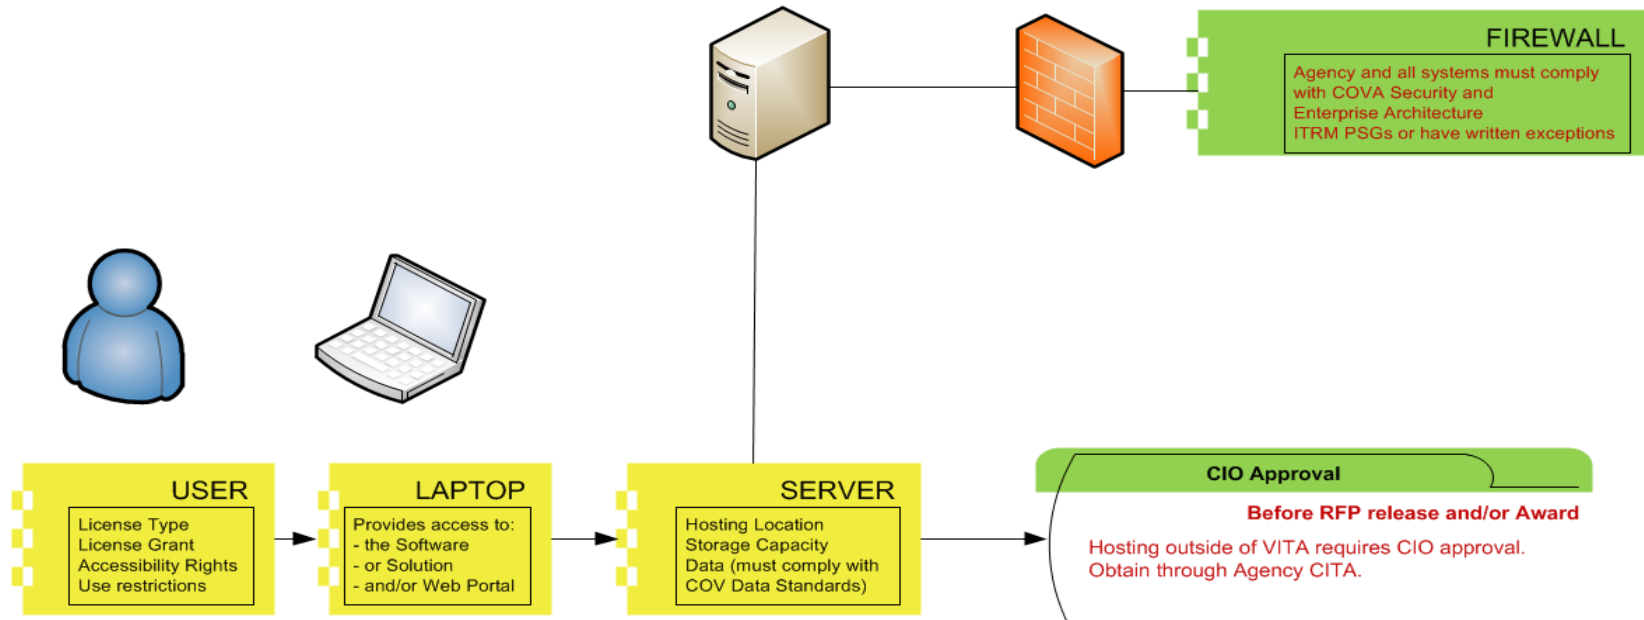 FIREWALL
Agency and all systems must comply
with COVA Security and
Enterprise Architecture
ITRM PSGs or have written exceptions
USER
License Type
License Grant
Accessibility Rights
Use restrictions
LAPTOP
Provides access to:
- the Software
- or Solution
- and/or Web Portal
SERVER
Hosting Location
Storage Capacity
Data (must comply with
COV Data Standards)
CIO Approval
Before RFP release and/or Award
Hosting outside of VITA requires CIO approval.
Obtain through Agency CITA.